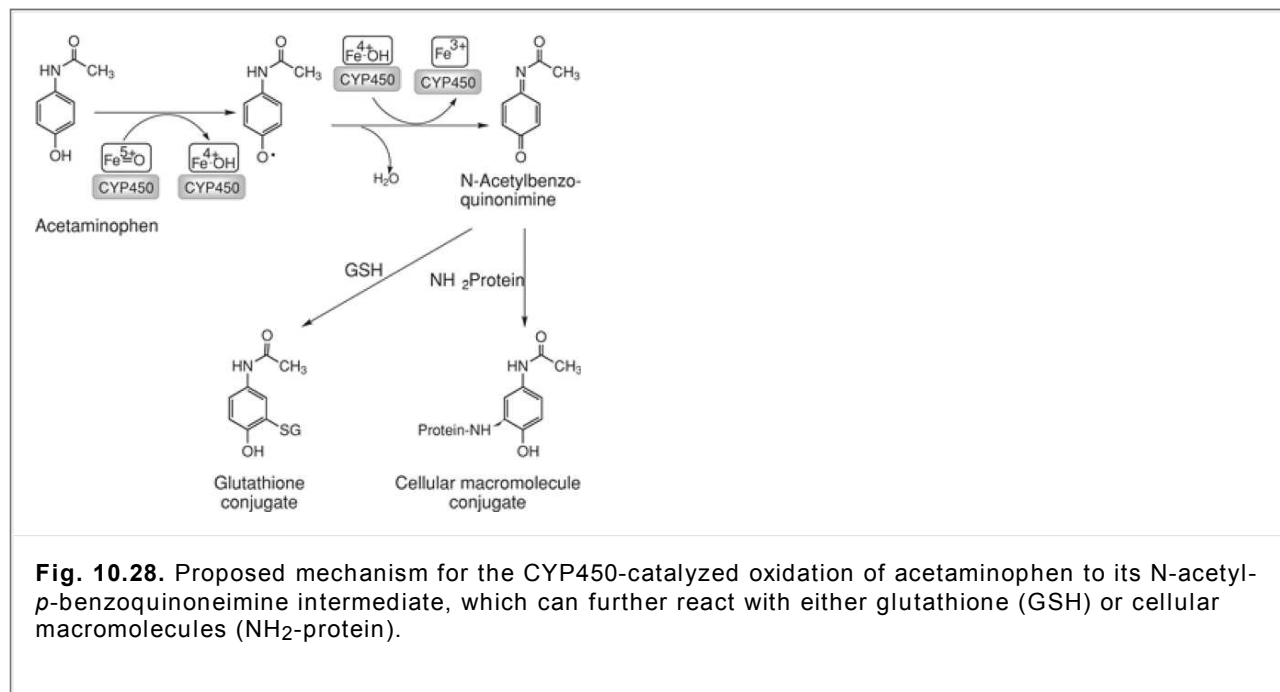 O
HN CH₃
OH
Acetaminophen
Fe⁵⁺=O
CYP450
Fe⁴⁺·OH
CYP450
O
HN CH₃
O•
Fe⁴⁺·OH
CYP450
Fe³⁺
CYP450
H₂O
O
N CH₃
O
N-Acetylbenzo-
quinonimine
GSH
NH ₂Protein
O
HN CH₃
SG
OH
Glutathione
conjugate
O
HN CH₃
Protein-NH
OH
Cellular macromolecule
conjugate
Fig. 10.28. Proposed mechanism for the CYP450-catalyzed oxidation of acetaminophen to its N-acetyl-
p-benzoquinoneimine intermediate, which can further react with either glutathione (GSH) or cellular
macromolecules (NH₂-protein).